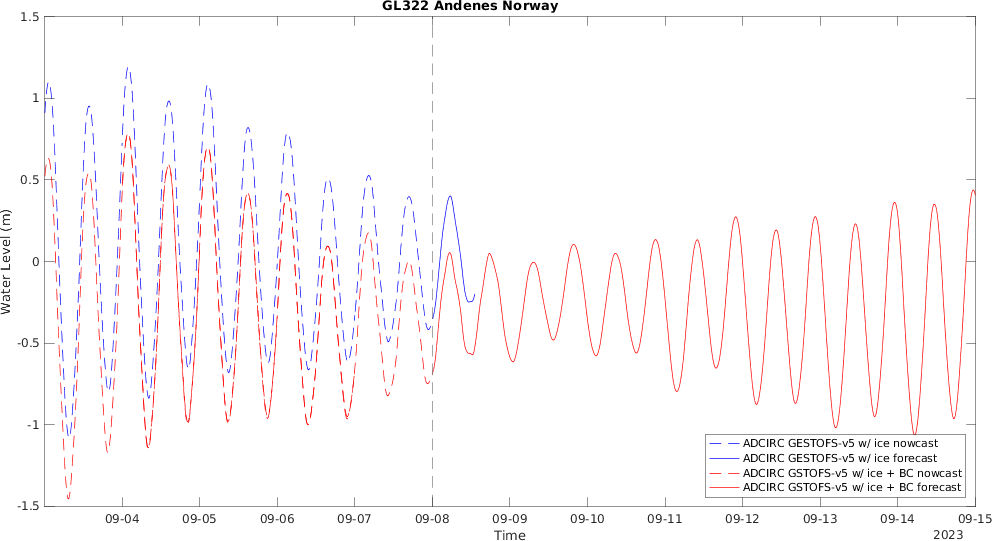 GL322 Andenes Norway
Water Level (m)
1.5
1
0.5
0
-0.5
-1
-1.5
ADCIRC GESTOFS-v5 w/ ice nowcast
ADCIRC GESTOFS-v5 w/ ice forecast
ADCIRC GSTOFS-v5 w/ ice + BC nowcast
ADCIRC GSTOFS-v5 w/ ice + BC forecast
09-04 09-05 09-06 09-07 09-08 09-09 09-10 09-11 09-12 09-13 09-14 09-15
Time
2023